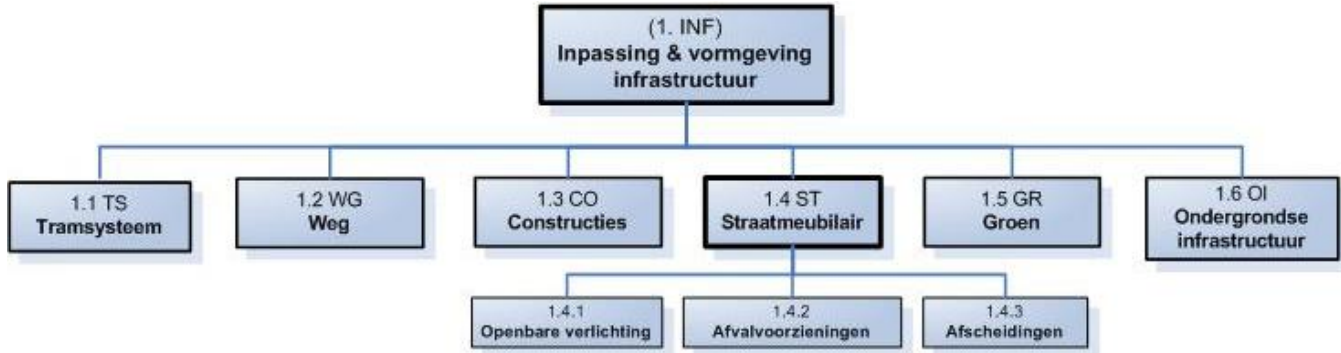 (1. INF)
Inpassing & vormgeving
infrastructuur
1.1 TS
Tramsysteem
1.2 WG
Weg
1.3 CO
Constructies
1.4 ST
Straatmeubilair
1.5 GR
Groen
1.6 OI
Ondergrondse
infrastructuur
1.4.1
Openbare verlichting
1.4.2
Afvalvoorzieningen
1.4.3
Afscheidingen